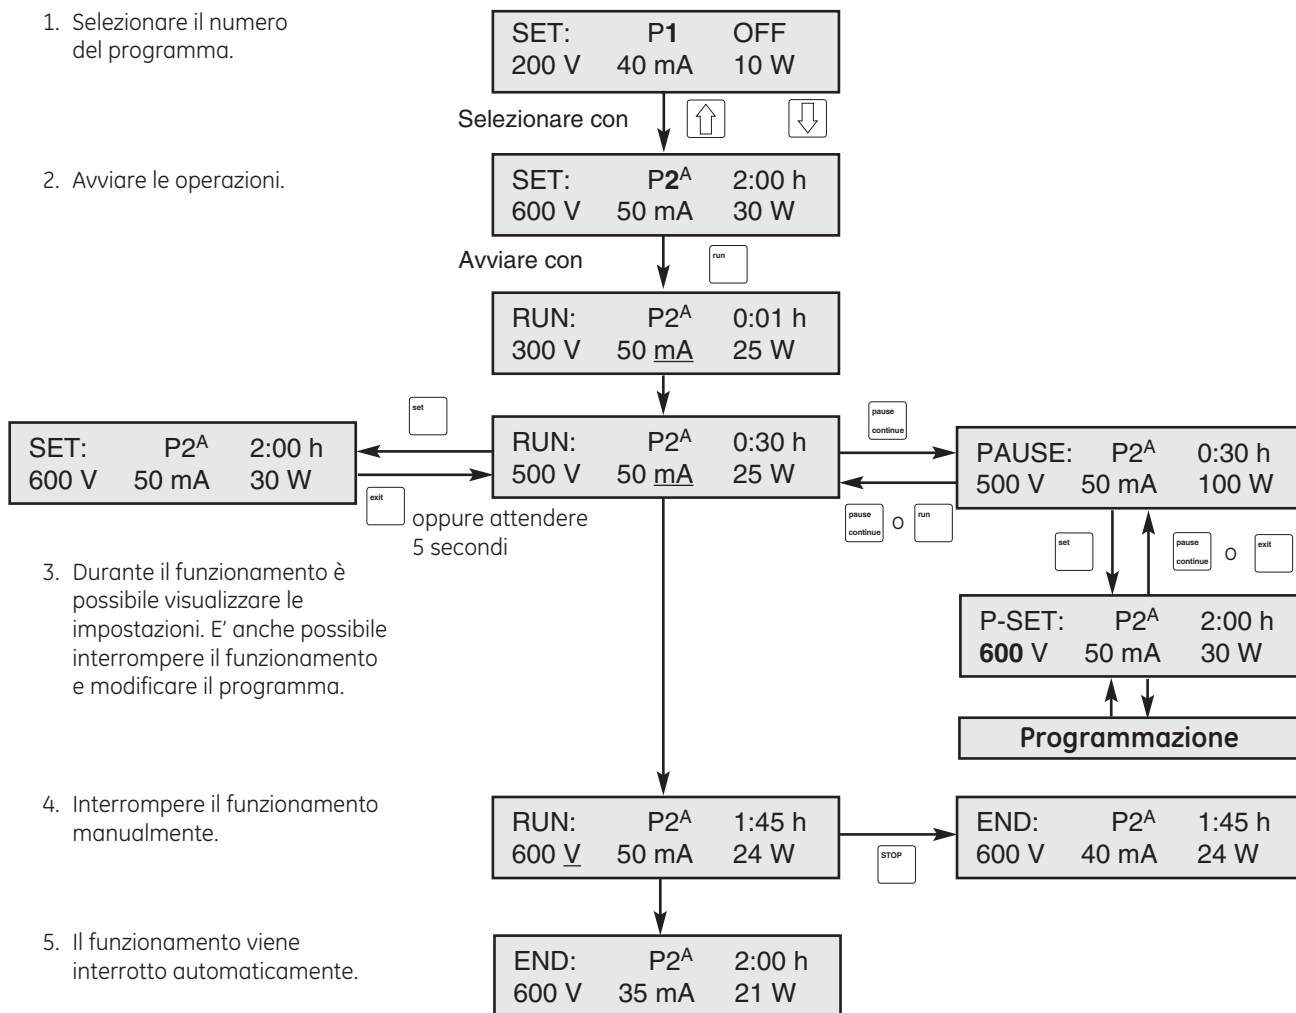 1. Selezionare il numero
del programma.
SET: P1 OFF
200 V 40 mA 10 W
Selezionare con
2. Avviare le operazioni.
SET: P2ᴬ 2:00 h
600 V 50 mA 30 W
Avviare con
run
RUN: P2ᴬ 0:01 h
300 V 50 mA 25 W
set
SET: P2ᴬ 2:00 h
600 V 50 mA 30 W
exit
oppure attendere
5 secondi
RUN: P2ᴬ 0:30 h
500 V 50 mA 25 W
pause
continue
pause
continue
O
run
PAUSE: P2ᴬ 0:30 h
500 V 50 mA 100 W
set
pause
continue
O
exit
3. Durante il funzionamento è
possibile visualizzare le
impostazioni. E' anche possibile
interrompere il funzionamento
e modificare il programma.
P-SET: P2ᴬ 2:00 h
600 V 50 mA 30 W
Programmazione
4. Interrompere il funzionamento
manualmente.
RUN: P2ᴬ 1:45 h
600 V 50 mA 24 W
STOP
END: P2ᴬ 1:45 h
600 V 40 mA 24 W
5. Il funzionamento viene
interrotto automaticamente.
END: P2ᴬ 2:00 h
600 V 35 mA 21 W